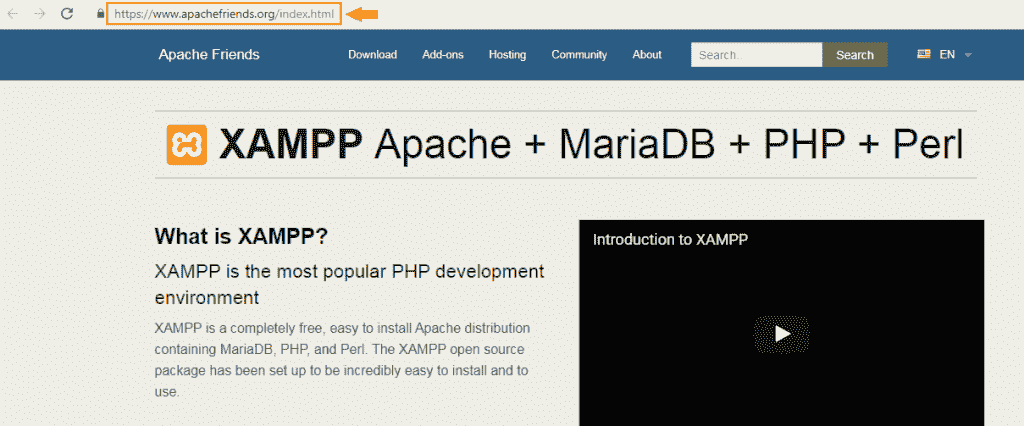 https://www.apachefriends.org/index.html
Apache Friends Download Add-ons Hosting Community About Search. Search EN
XAMPP Apache + MariaDB + PHP + Perl
What is XAMPP?
XAMPP is the most popular PHP development
environment
XAMPP is a completely free, easy to install Apache distribution
containing MariaDB, PHP, and Perl. The XAMPP open source
package has been set up to be incredibly easy to install and to
use.
Introduction to XAMPP